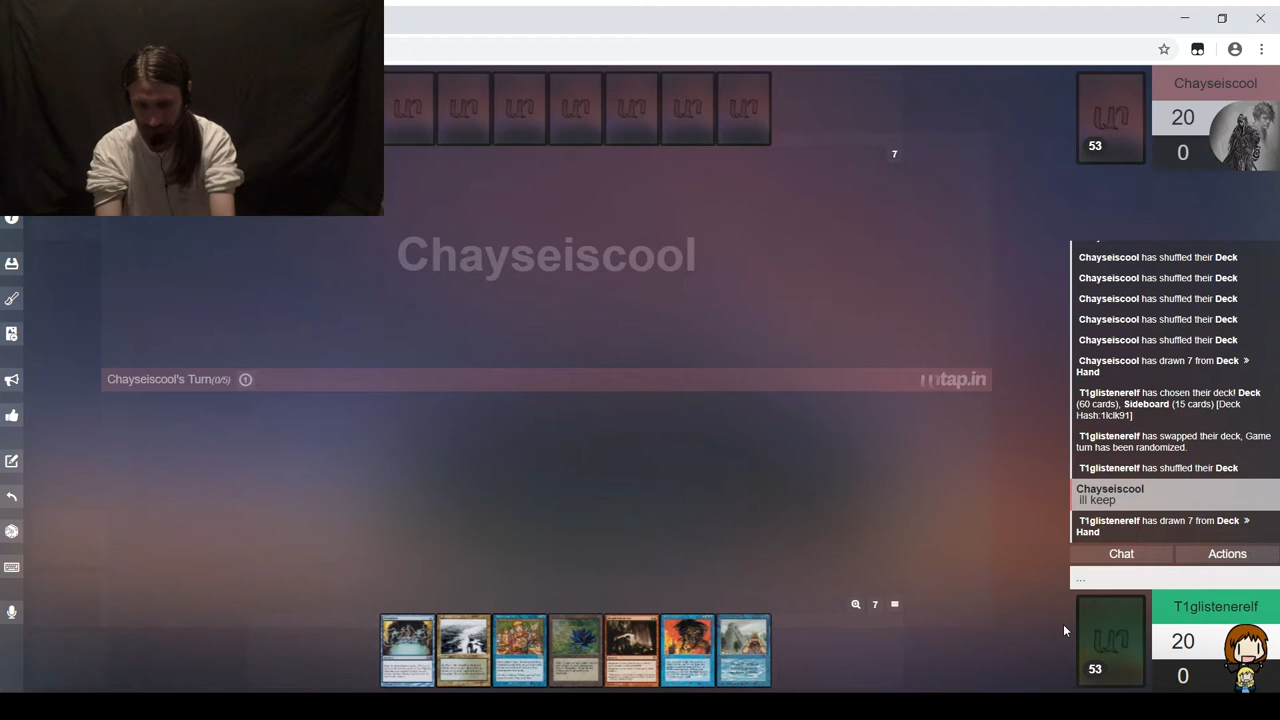 Chayseiscool
20
53
0
7
Chayseiscool
Chayseiscool has shuffled their Deck
Chayseiscool has shuffled their Deck
Chayseiscool has shuffled their Deck
Chayseiscool has shuffled their Deck
Chayseiscool has shuffled their Deck
Chayseiscool has drawn 7 from Deck »
Hand
T1glistenerelf has chosen their deck! Deck
(60 cards), Sideboard (15 cards) [Deck
Hash:1lclk91]
T1glistenerelf has swapped their deck, Game
turn has been randomized.
T1glistenerelf has shuffled their Deck
Chayseiscool
ill keep
T1glistenerelf has drawn 7 from Deck »
Hand
Chayseiscool's Turn(0/5) 1
untap.in
Chat Actions
...
7
T1glistenerelf
20
53
0